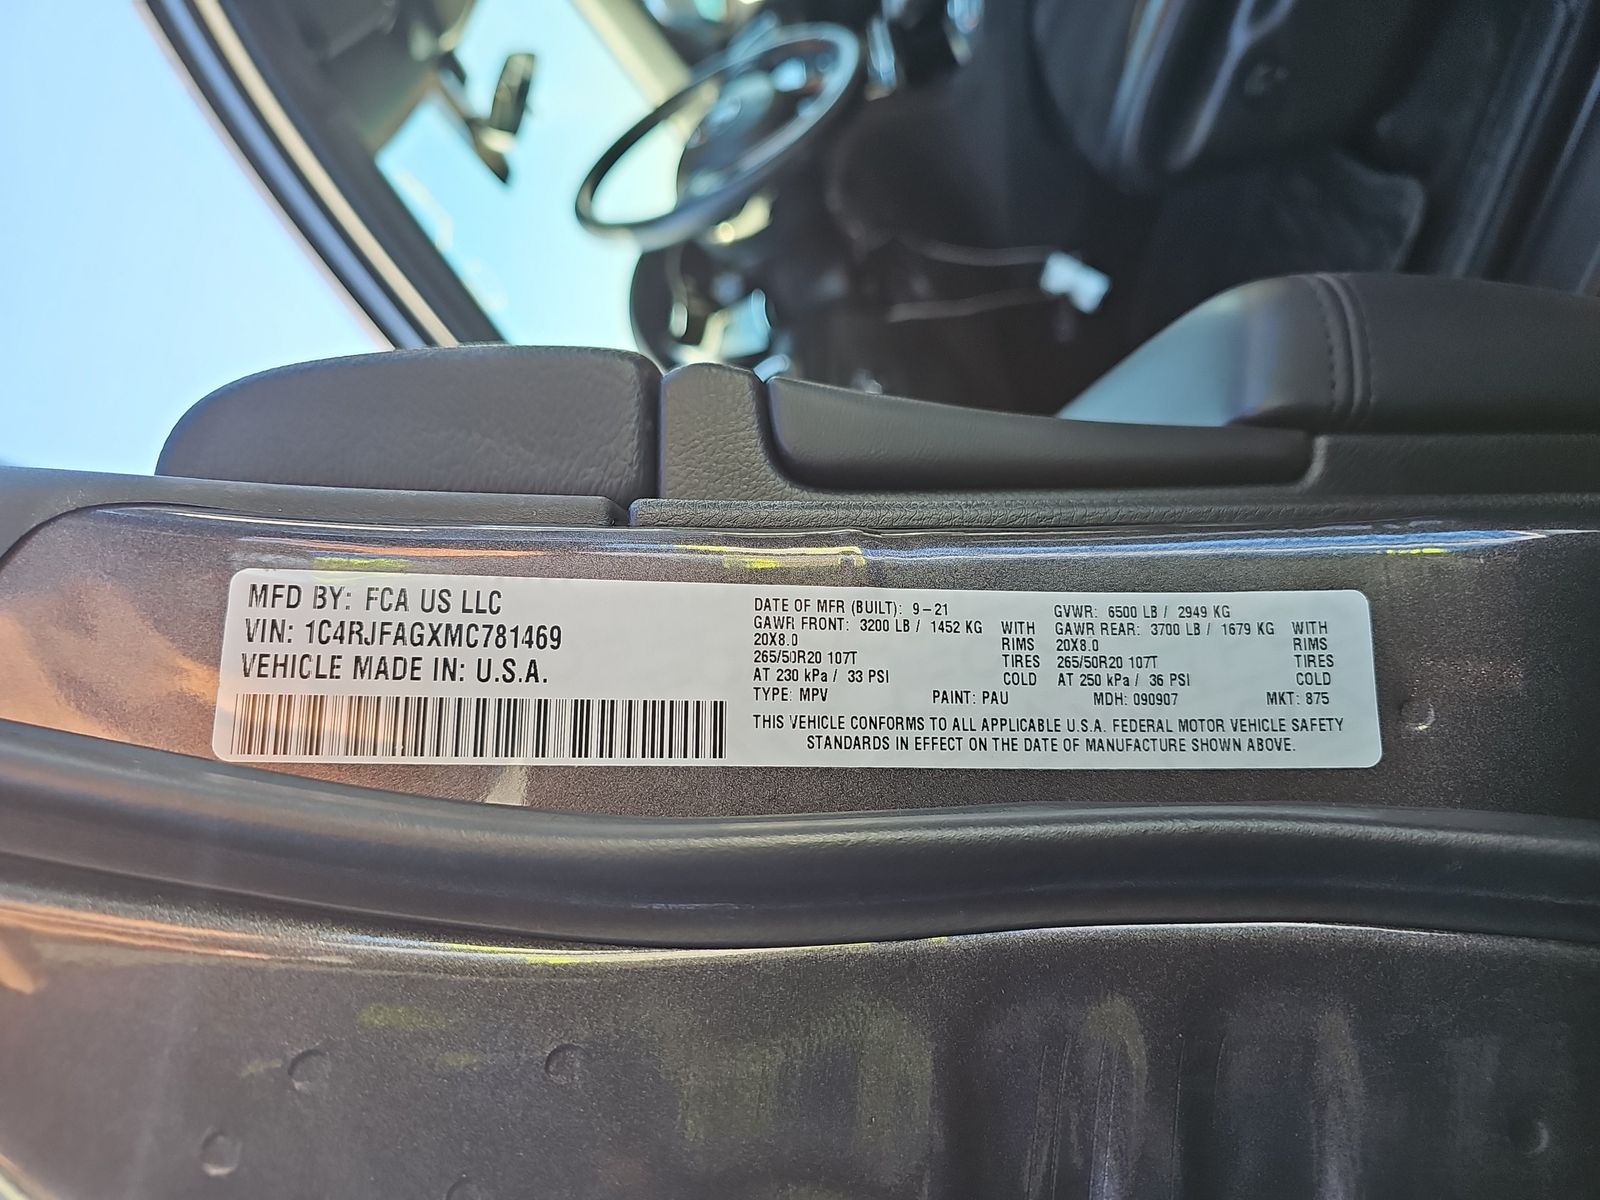 MFD BY: FCA US LLC
VIN: 1C4RJFAGXMC781469
VEHICLE MADE IN: U.S.A.
DATE OF MFR (BUILT): 9-21
GAWR FRONT: 3200 LB / 1452 KG WITH
20X8.0 RIMS
265/50R20 107T TIRES
AT 230 kPa / 33 PSI COLD
GVWR: 6500 LB / 2949 KG
GAWR REAR: 3700 LB / 1679 KG WITH
20X8.0 RIMS
265/50R20 107T TIRES
AT 250 kPa / 36 PSI COLD
TYPE: MPV PAINT: PAU MDH: 090907 MKT: 875
THIS VEHICLE CONFORMS TO ALL APPLICABLE U.S.A. FEDERAL MOTOR VEHICLE SAFETY
STANDARDS IN EFFECT ON THE DATE OF MANUFACTURE SHOWN ABOVE.